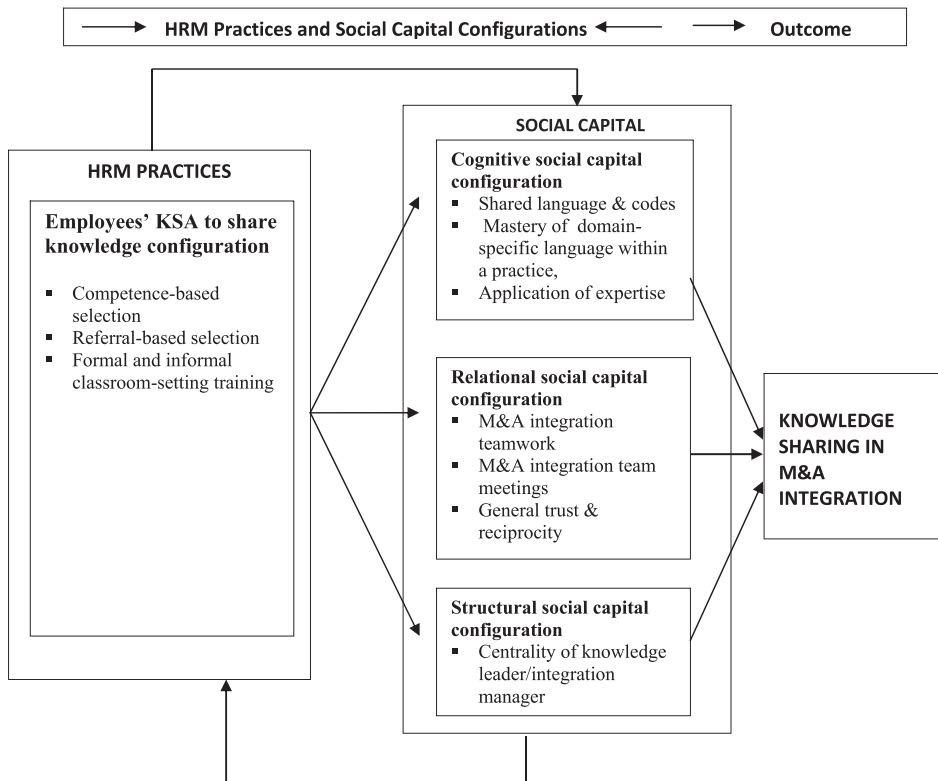 HRM Practices and Social Capital Configurations
Outcome
HRM PRACTICES
Employees’ KSA to share
knowledge configuration
▪ Competence-based
selection
▪ Referral-based selection
▪ Formal and informal
classroom-setting training
SOCIAL CAPITAL
Cognitive social capital
configuration
▪ Shared language & codes
▪ Mastery of domain-
specific language within
a practice,
▪ Application of expertise
Relational social capital
configuration
▪ M&A integration
teamwork
▪ M&A integration team
meetings
▪ General trust &
reciprocity
Structural social capital
configuration
▪ Centrality of knowledge
leader/integration
manager
KNOWLEDGE
SHARING IN
M&A
INTEGRATION